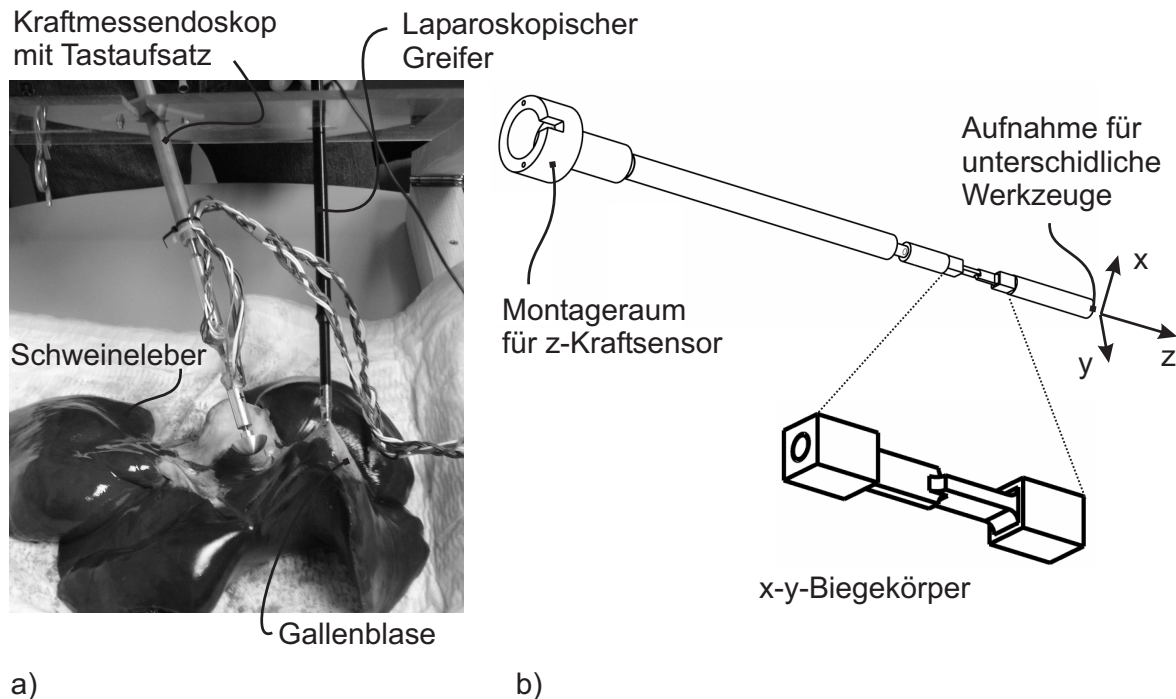 Kraftmessendoskop
mit Tastaufsatz
Laparoskopischer
Greifer
Schweineleber
Gallenblase
a)
Aufnahme für
unterschidliche
Werkzeuge
x
y
z
Montageraum
für z-Kraftsensor
x-y-Biegekörper
b)